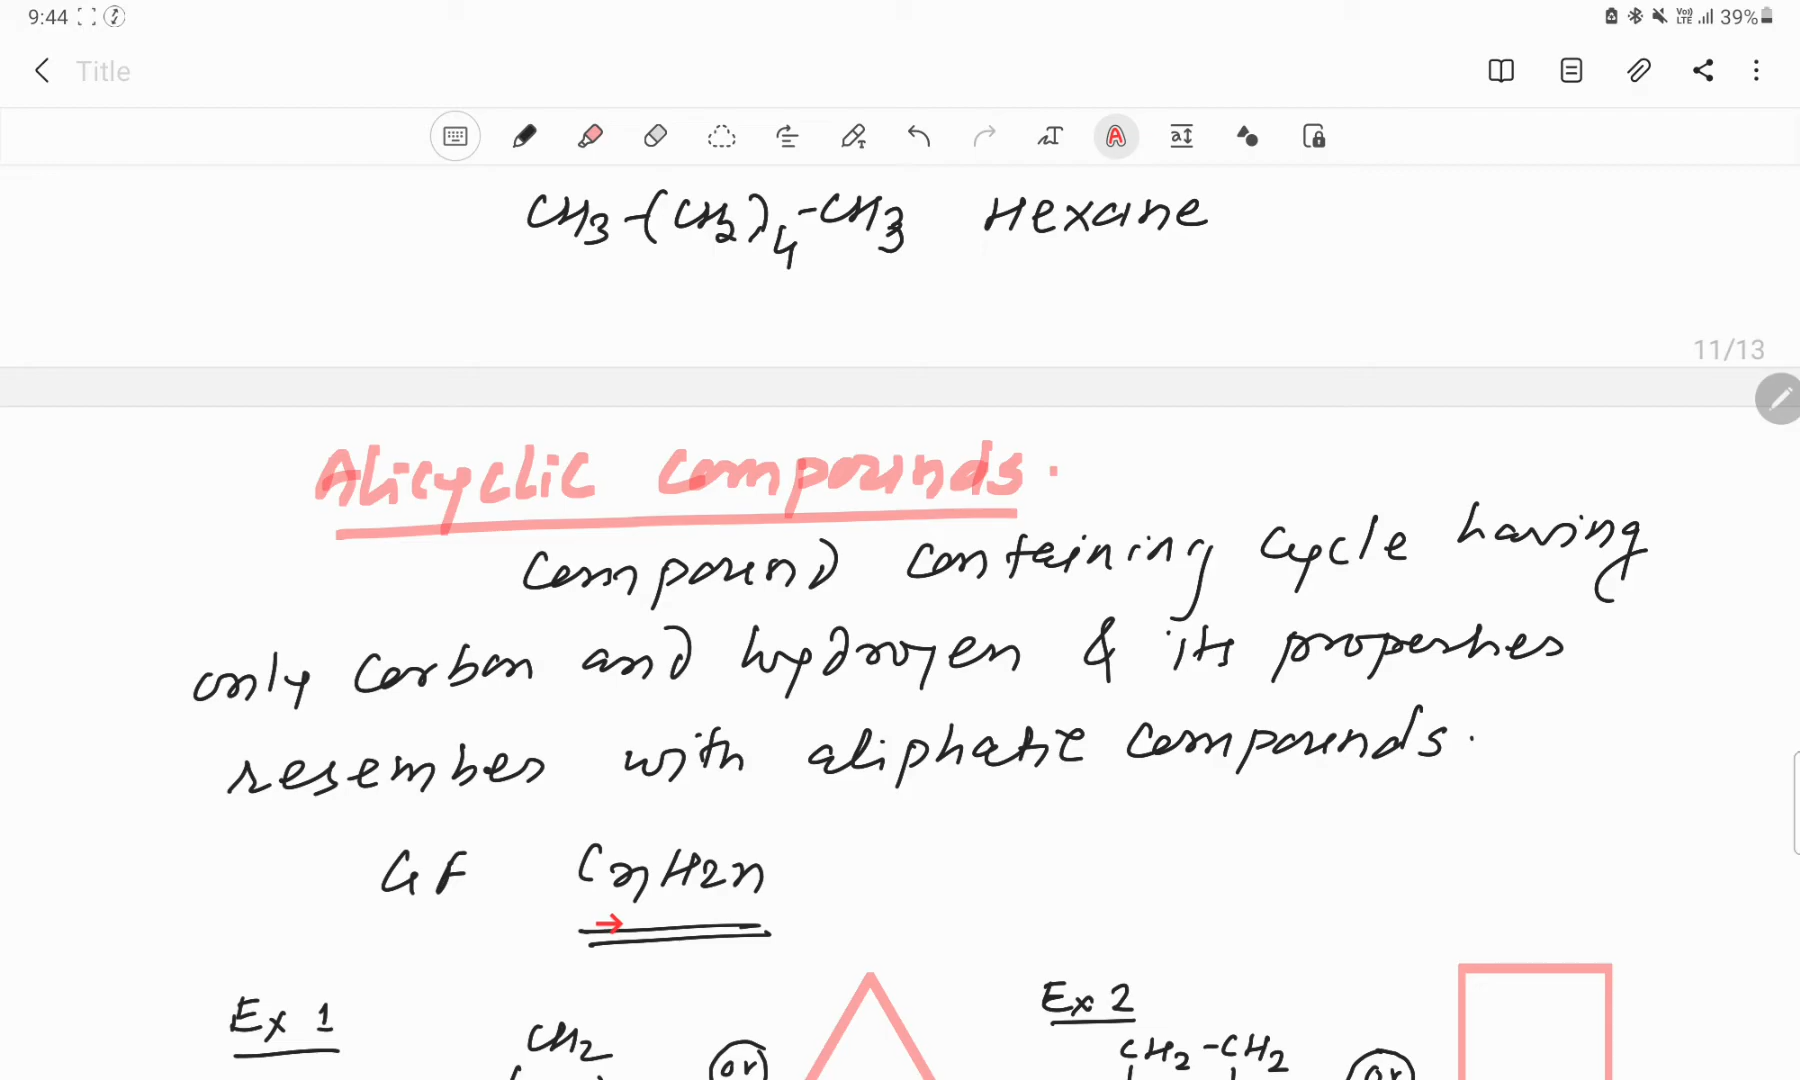 9:44
39%
Title
CH3-(CH2)4-CH3 Hexane
11/13
Alicyclic Compounds.
Compound containing cycle having
only carbon and hydrogen & its properties
resembes with aliphatic compounds.
GF CnH2n
Ex 1
Ex 2
CH2
or
CH2-CH2
or